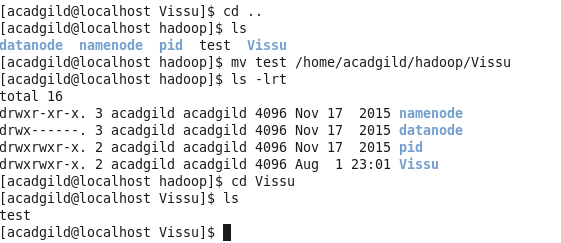 [acadgild@localhost Vissu]$ cd ..
[acadgild@localhost hadoop]$ ls
datanode  namenode  pid  test  Vissu
[acadgild@localhost hadoop]$ mv test /home/acadgild/hadoop/Vissu
[acadgild@localhost hadoop]$ ls -lrt
total 16
drwxr-xr-x. 3 acadgild acadgild 4096 Nov 17  2015 namenode
drwx------. 3 acadgild acadgild 4096 Nov 17  2015 datanode
drwxrwxr-x. 2 acadgild acadgild 4096 Nov 17  2015 pid
drwxrwxr-x. 2 acadgild acadgild 4096 Aug  1 23:01 Vissu
[acadgild@localhost hadoop]$ cd Vissu
[acadgild@localhost Vissu]$ ls
test
[acadgild@localhost Vissu]$